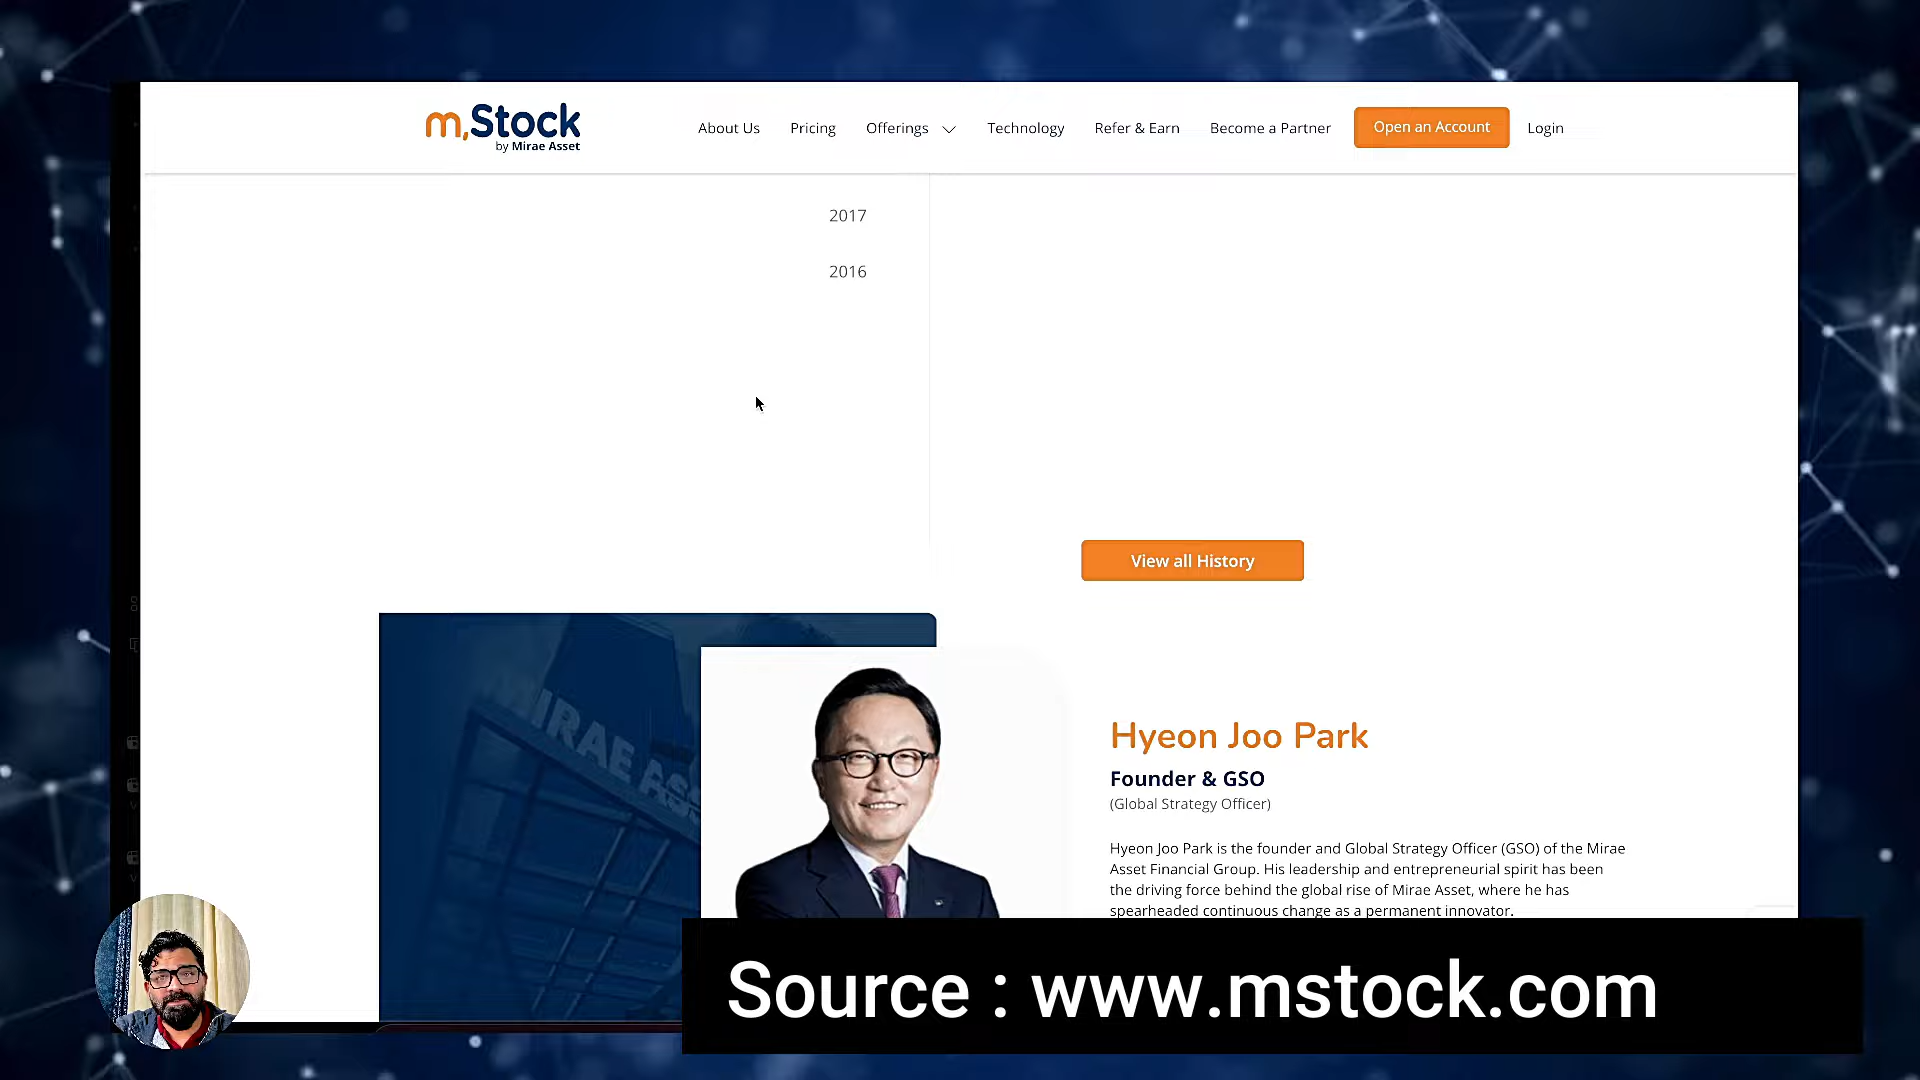 m.Stock
by Mirae Asset
About Us
Pricing
Offerings
Technology
Refer & Earn
Become a Partner
Open an Account
Login
2017
2016
View all History
MIRAE ASS
Hyeon Joo Park
Founder & GSO
(Global Strategy Officer)
Hyeon Joo Park is the founder and Global Strategy Officer (GSO) of the Mirae
Asset Financial Group. His leadership and entrepreneurial spirit has been
the driving force behind the global rise of Mirae Asset, where he has
spearheaded continuous change as a permanent innovator.
Source : www.mstock.com